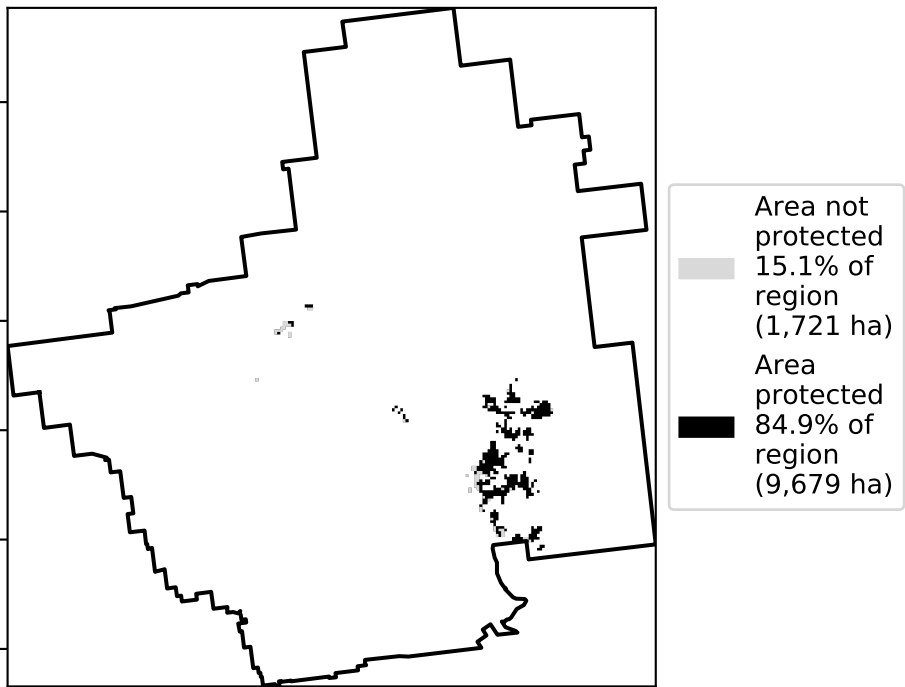 Area not
protected
15.1% of
region
(1,721 ha)
Area
protected
84.9% of
region
(9,679 ha)